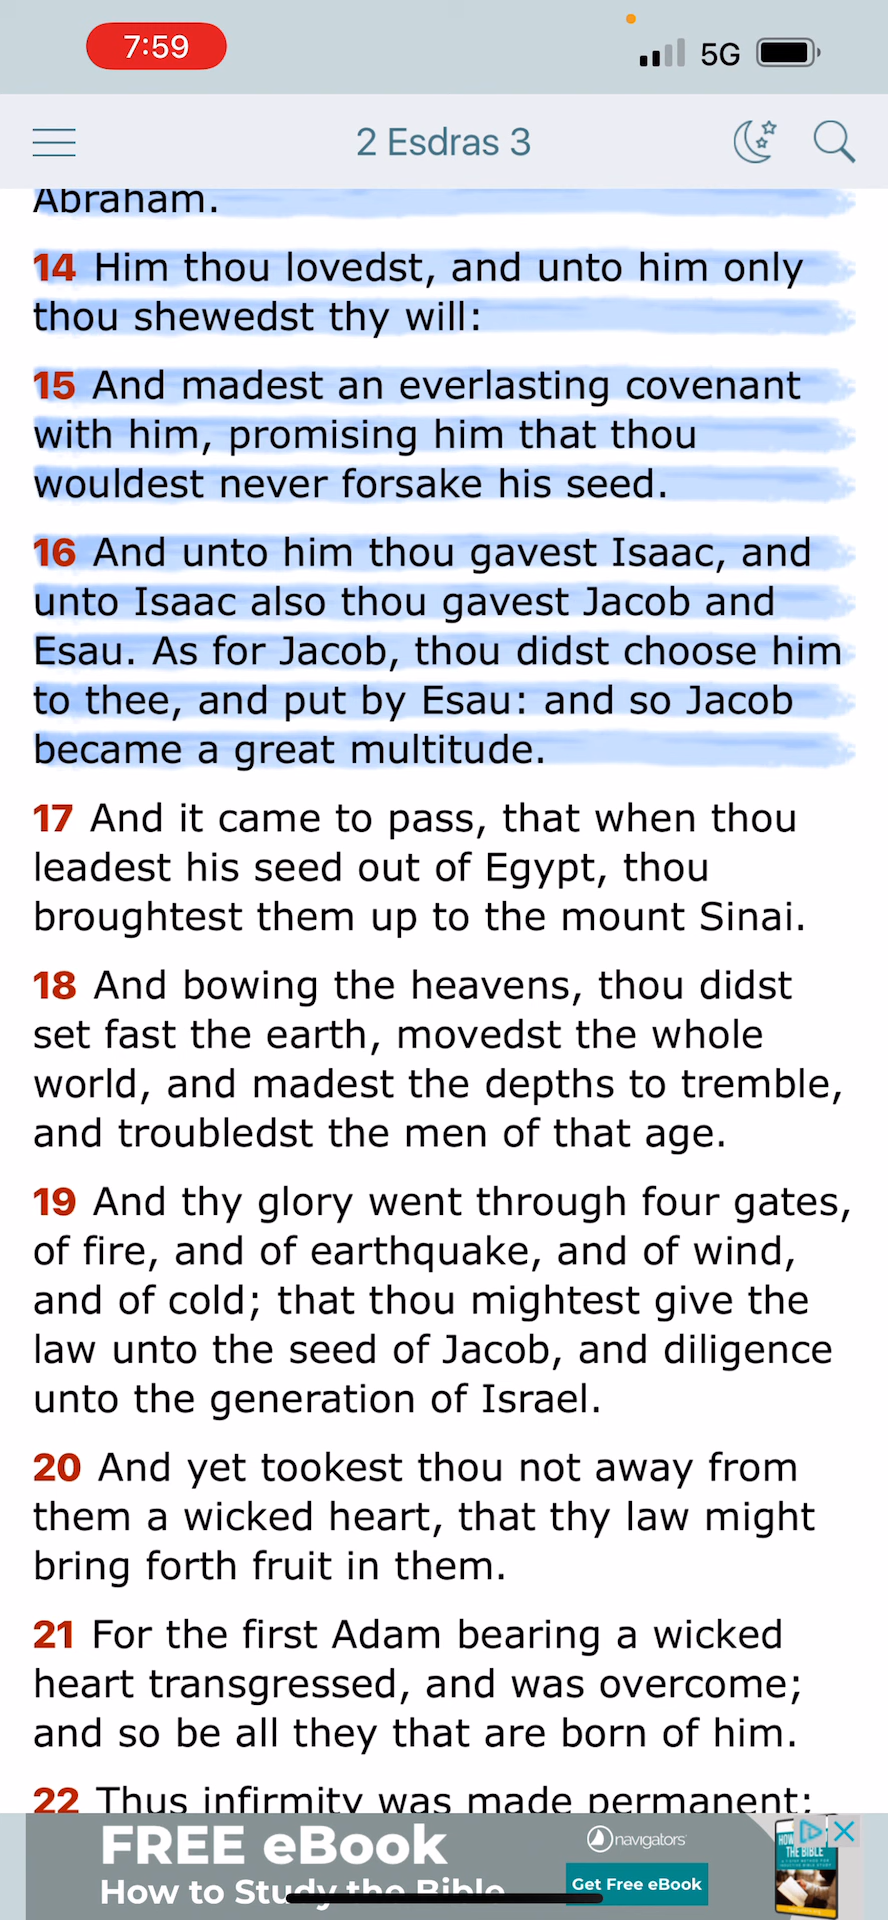 7:59
5G
2 Esdras 3
Abraham.
14 Him thou lovedst, and unto him only
thou shewedst thy will:
15 And madest an everlasting covenant
with him, promising him that thou
wouldest never forsake his seed.
16 And unto him thou gavest Isaac, and
unto Isaac also thou gavest Jacob and
Esau. As for Jacob, thou didst choose him
to thee, and put by Esau: and so Jacob
became a great multitude.
17 And it came to pass, that when thou
leadest his seed out of Egypt, thou
broughtest them up to the mount Sinai.
18 And bowing the heavens, thou didst
set fast the earth, movedst the whole
world, and madest the depths to tremble,
and troubledst the men of that age.
19 And thy glory went through four gates,
of fire, and of earthquake, and of wind,
and of cold; that thou mightest give the
law unto the seed of Jacob, and diligence
unto the generation of Israel.
20 And yet tookest thou not away from
them a wicked heart, that thy law might
bring forth fruit in them.
21 For the first Adam bearing a wicked
heart transgressed, and was overcome;
and so be all they that are born of him.
22 Thus infirmity was made permanent;
FREE eBook
How to Study the Bible
navigators
Get Free eBook
THE BIBLE